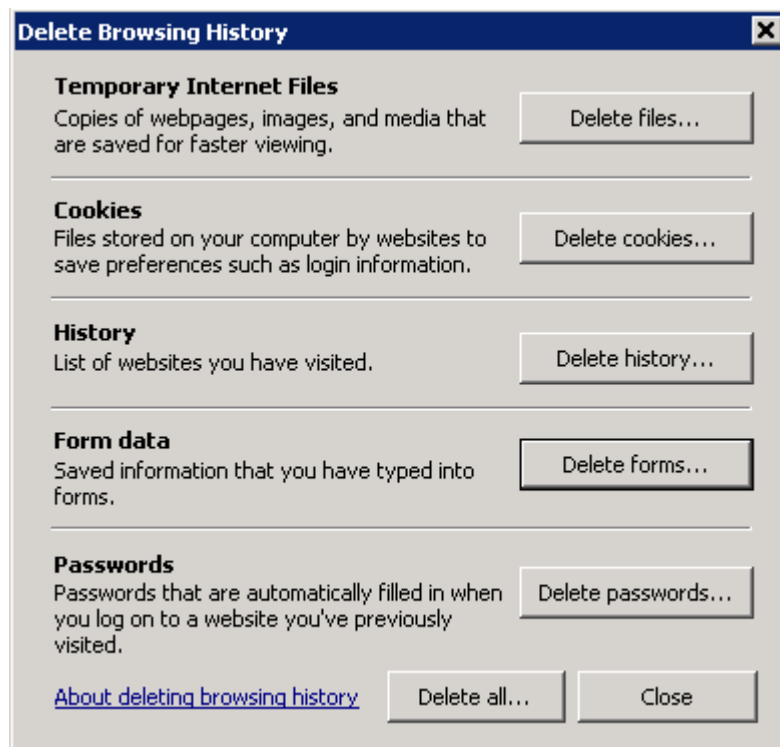 Delete Browsing History
Temporary Internet Files
Copies of webpages, images, and media that
are saved for faster viewing.
Delete files...
Cookies
Files stored on your computer by websites to
save preferences such as login information.
Delete cookies...
History
List of websites you have visited.
Delete history...
Form data
Saved information that you have typed into
forms.
Delete forms...
Passwords
Passwords that are automatically filled in when
you log on to a website you've previously
visited.
Delete passwords...
About deleting browsing history
Delete all...
Close